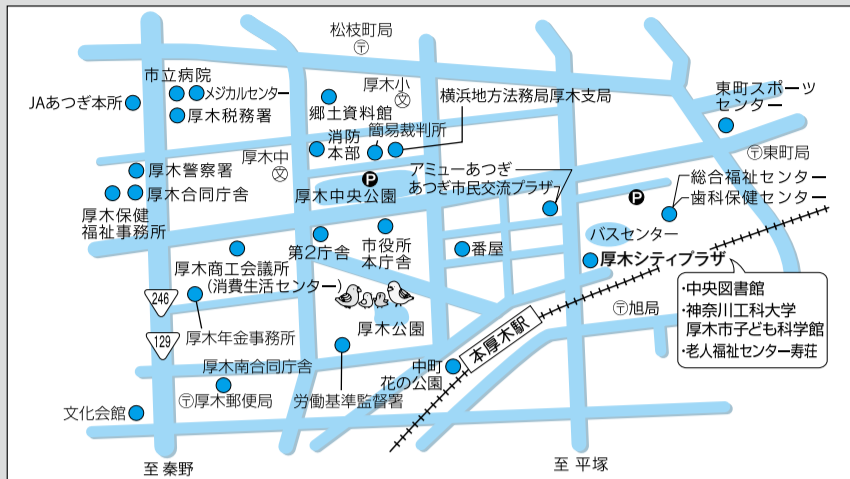 松枝町局
〒
市立病院
メジカルセンター
厚木小
文
横浜地方法務局厚木支局
東町スポーツ
センター
JAあつぎ本所
厚木税務署
郷土資料館
消防
本部
簡易裁判所
厚木中
文
〒東町局
アミューあつぎ
あつぎ市民交流プラザ
厚木警察署
P
厚木中央公園
P
総合福祉センター
歯科保健センター
厚木合同庁舎
厚木保健
福祉事務所
第2庁舎
市役所
本庁舎
番屋
バスセンター
厚木シティプラザ
・中央図書館
・神奈川工科大学
厚木市子ども科学館
・老人福祉センター寿荘
厚木商工会議所
(消費生活センター)
246
厚木年金事務所
厚木公園
〒旭局
129
本厚木駅
厚木南合同庁舎
中町
花の公園
〒厚木郵便局
労働基準監督署
文化会館
至 秦野
至 平塚